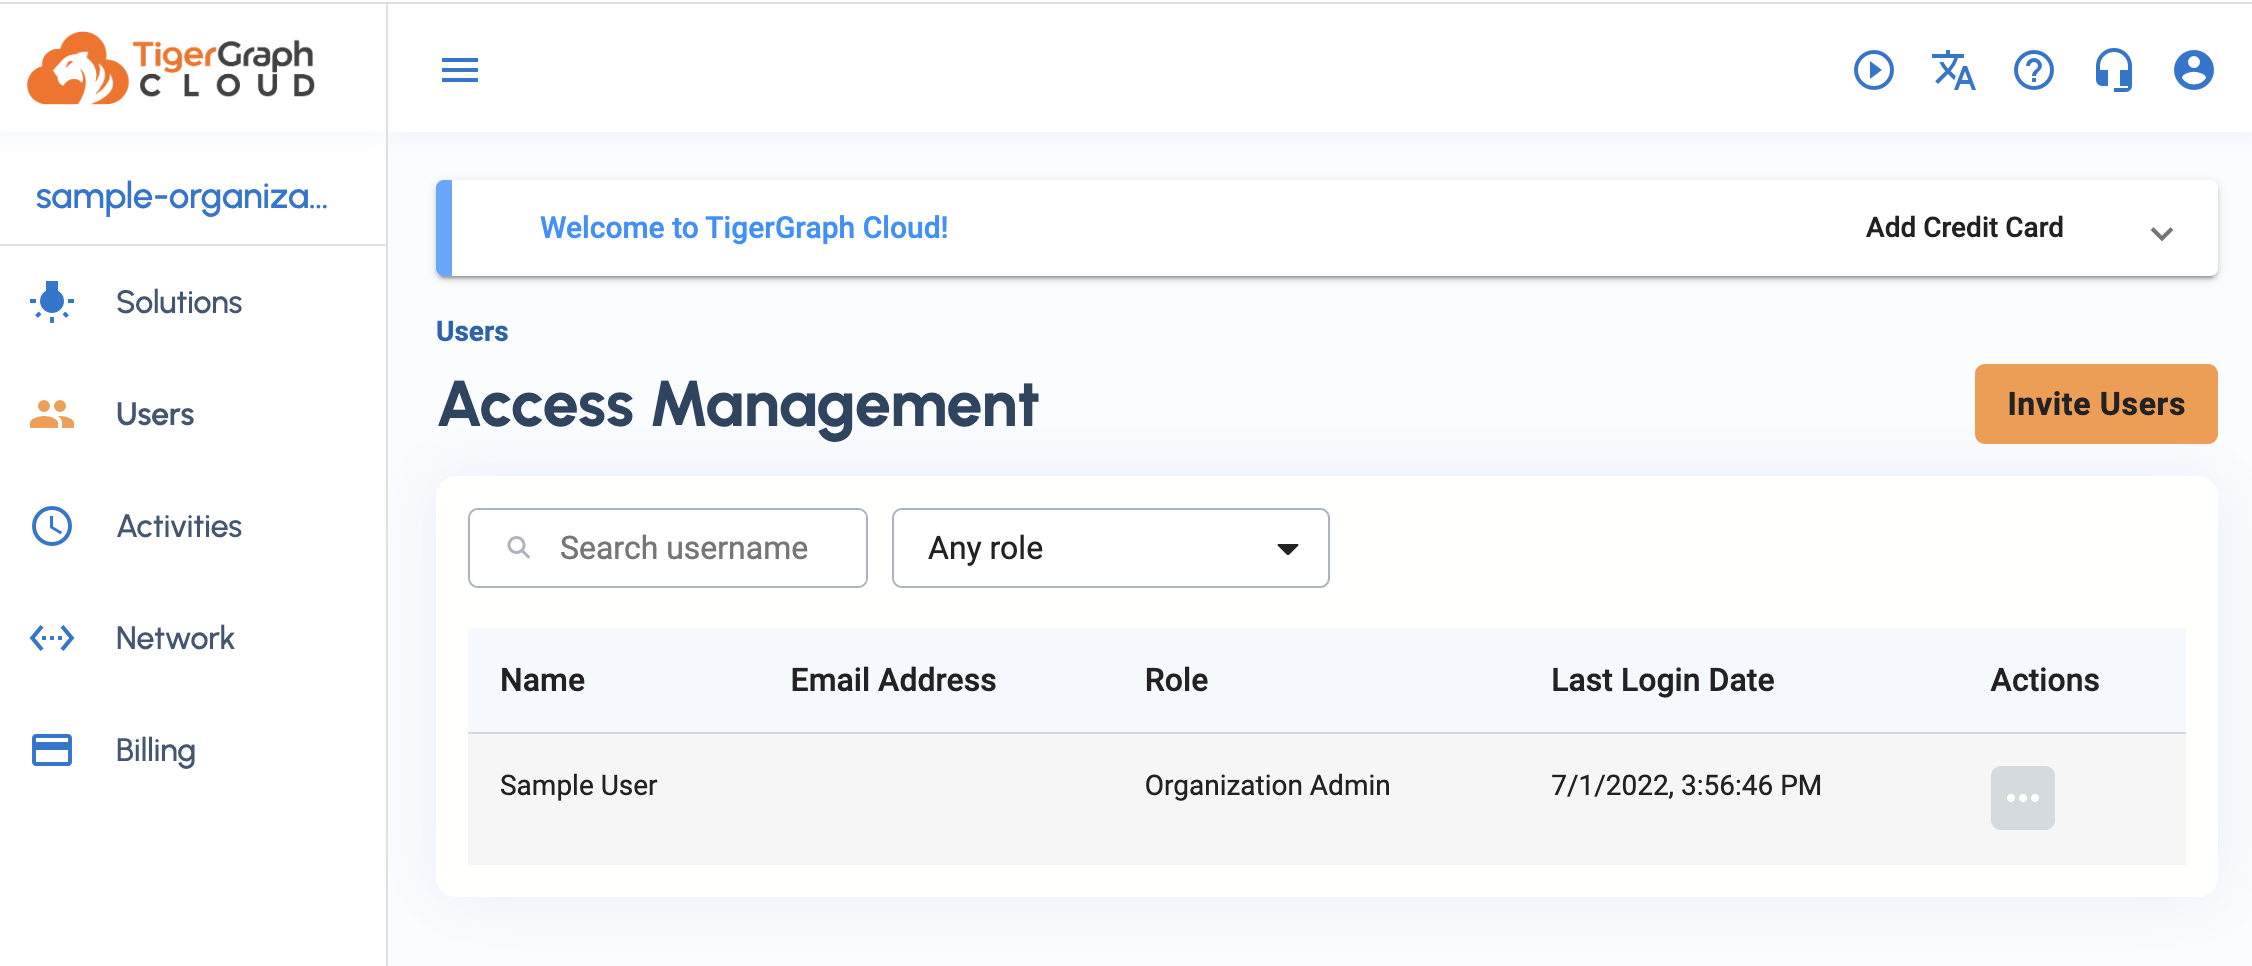 TigerGraph
CLOUD
sample-organiza...
Solutions
Users
Activities
Network
Billing
Welcome to TigerGraph Cloud!
Add Credit Card
Users
Access Management
Invite Users
Search username
Any role
Name Email Address Role Last Login Date Actions
Sample User Organization Admin 7/1/2022, 3:56:46 PM